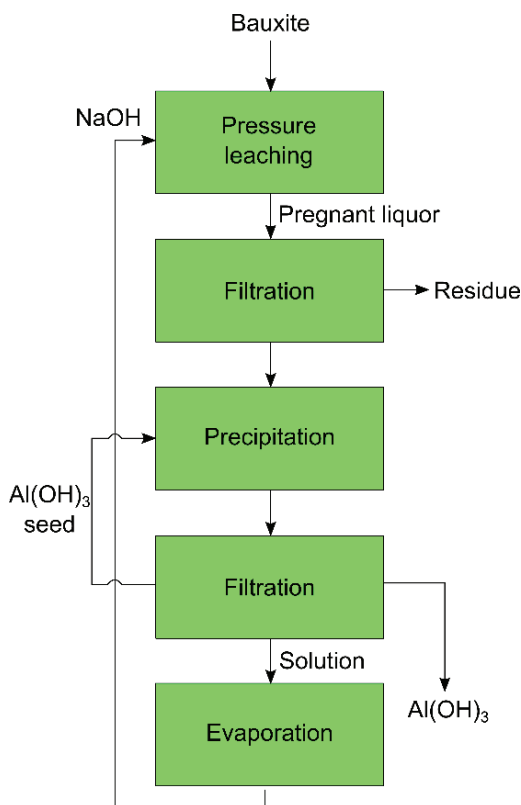 Bauxite
NaOH
Pressure
leaching
Pregnant liquor
Filtration
Residue
Precipitation
Al(OH)₃
seed
Filtration
Solution
Al(OH)₃
Evaporation